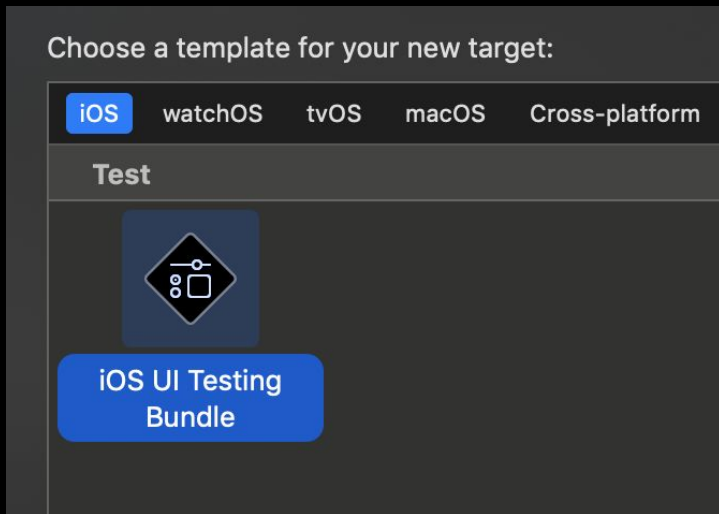 Choose a template for your new target:
iOS watchOS tvOS macOS Cross-platform
Test
iOS UI Testing
Bundle